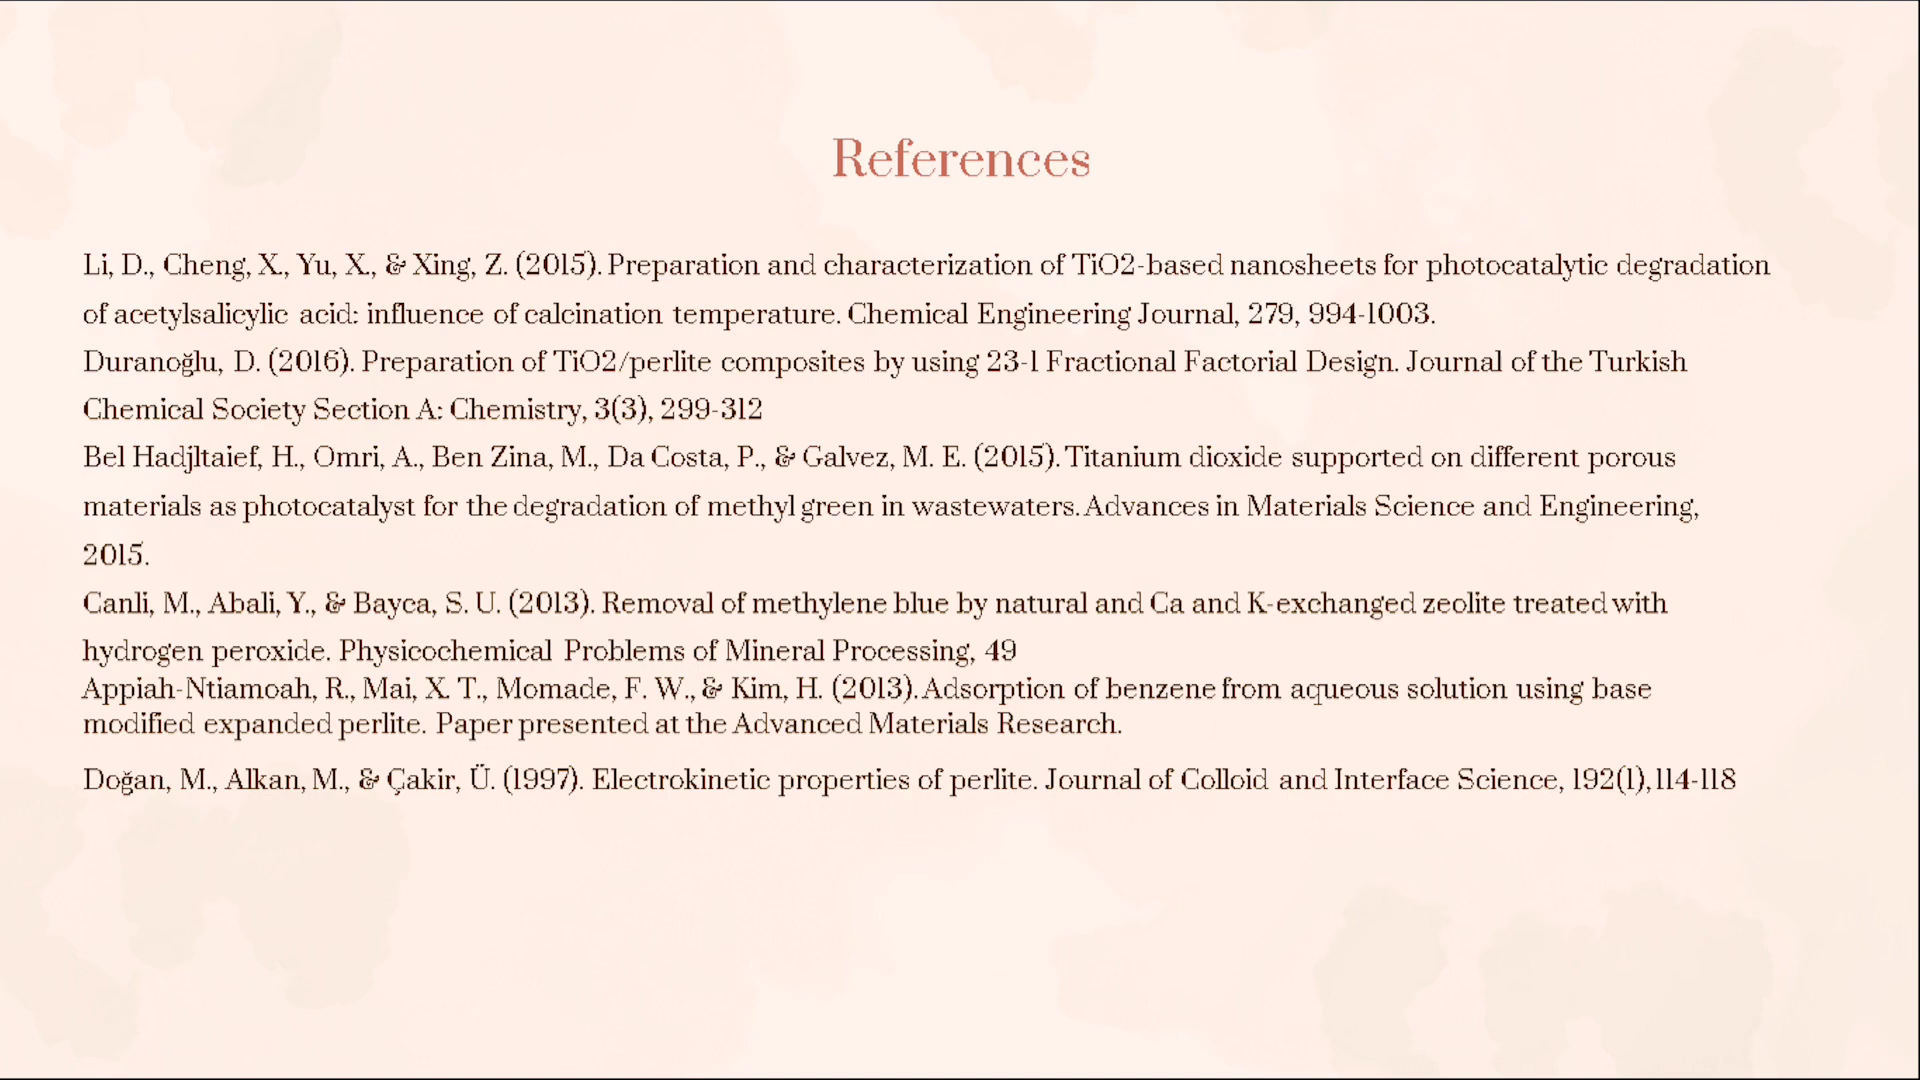 References
Li, D., Cheng, X., Yu, X., & Xing, Z. (2015). Preparation and characterization of TiO2-based nanosheets for photocatalytic degradation
of acetylsalicylic acid: influence of calcination temperature. Chemical Engineering Journal, 279, 994-1003.
Duranoğlu, D. (2016). Preparation of TiO2/perlite composites by using 23-1 Fractional Factorial Design. Journal of the Turkish
Chemical Society Section A: Chemistry, 3(3), 299-312
Bel Hadjltaief, H., Omri, A., Ben Zina, M., Da Costa, P., & Galvez, M. E. (2015). Titanium dioxide supported on different porous
materials as photocatalyst for the degradation of methyl green in wastewaters. Advances in Materials Science and Engineering,
2015.
Canli, M., Abali, Y., & Bayca, S. U. (2013). Removal of methylene blue by natural and Ca and K-exchanged zeolite treated with
hydrogen peroxide. Physicochemical Problems of Mineral Processing, 49
Appiah-Ntiamoah, R., Mai, X. T., Momade, F. W., & Kim, H. (2013). Adsorption of benzene from aqueous solution using base
modified expanded perlite. Paper presented at the Advanced Materials Research.
Doğan, M., Alkan, M., & Çakir, Ü. (1997). Electrokinetic properties of perlite. Journal of Colloid and Interface Science, 192(1), 114-118